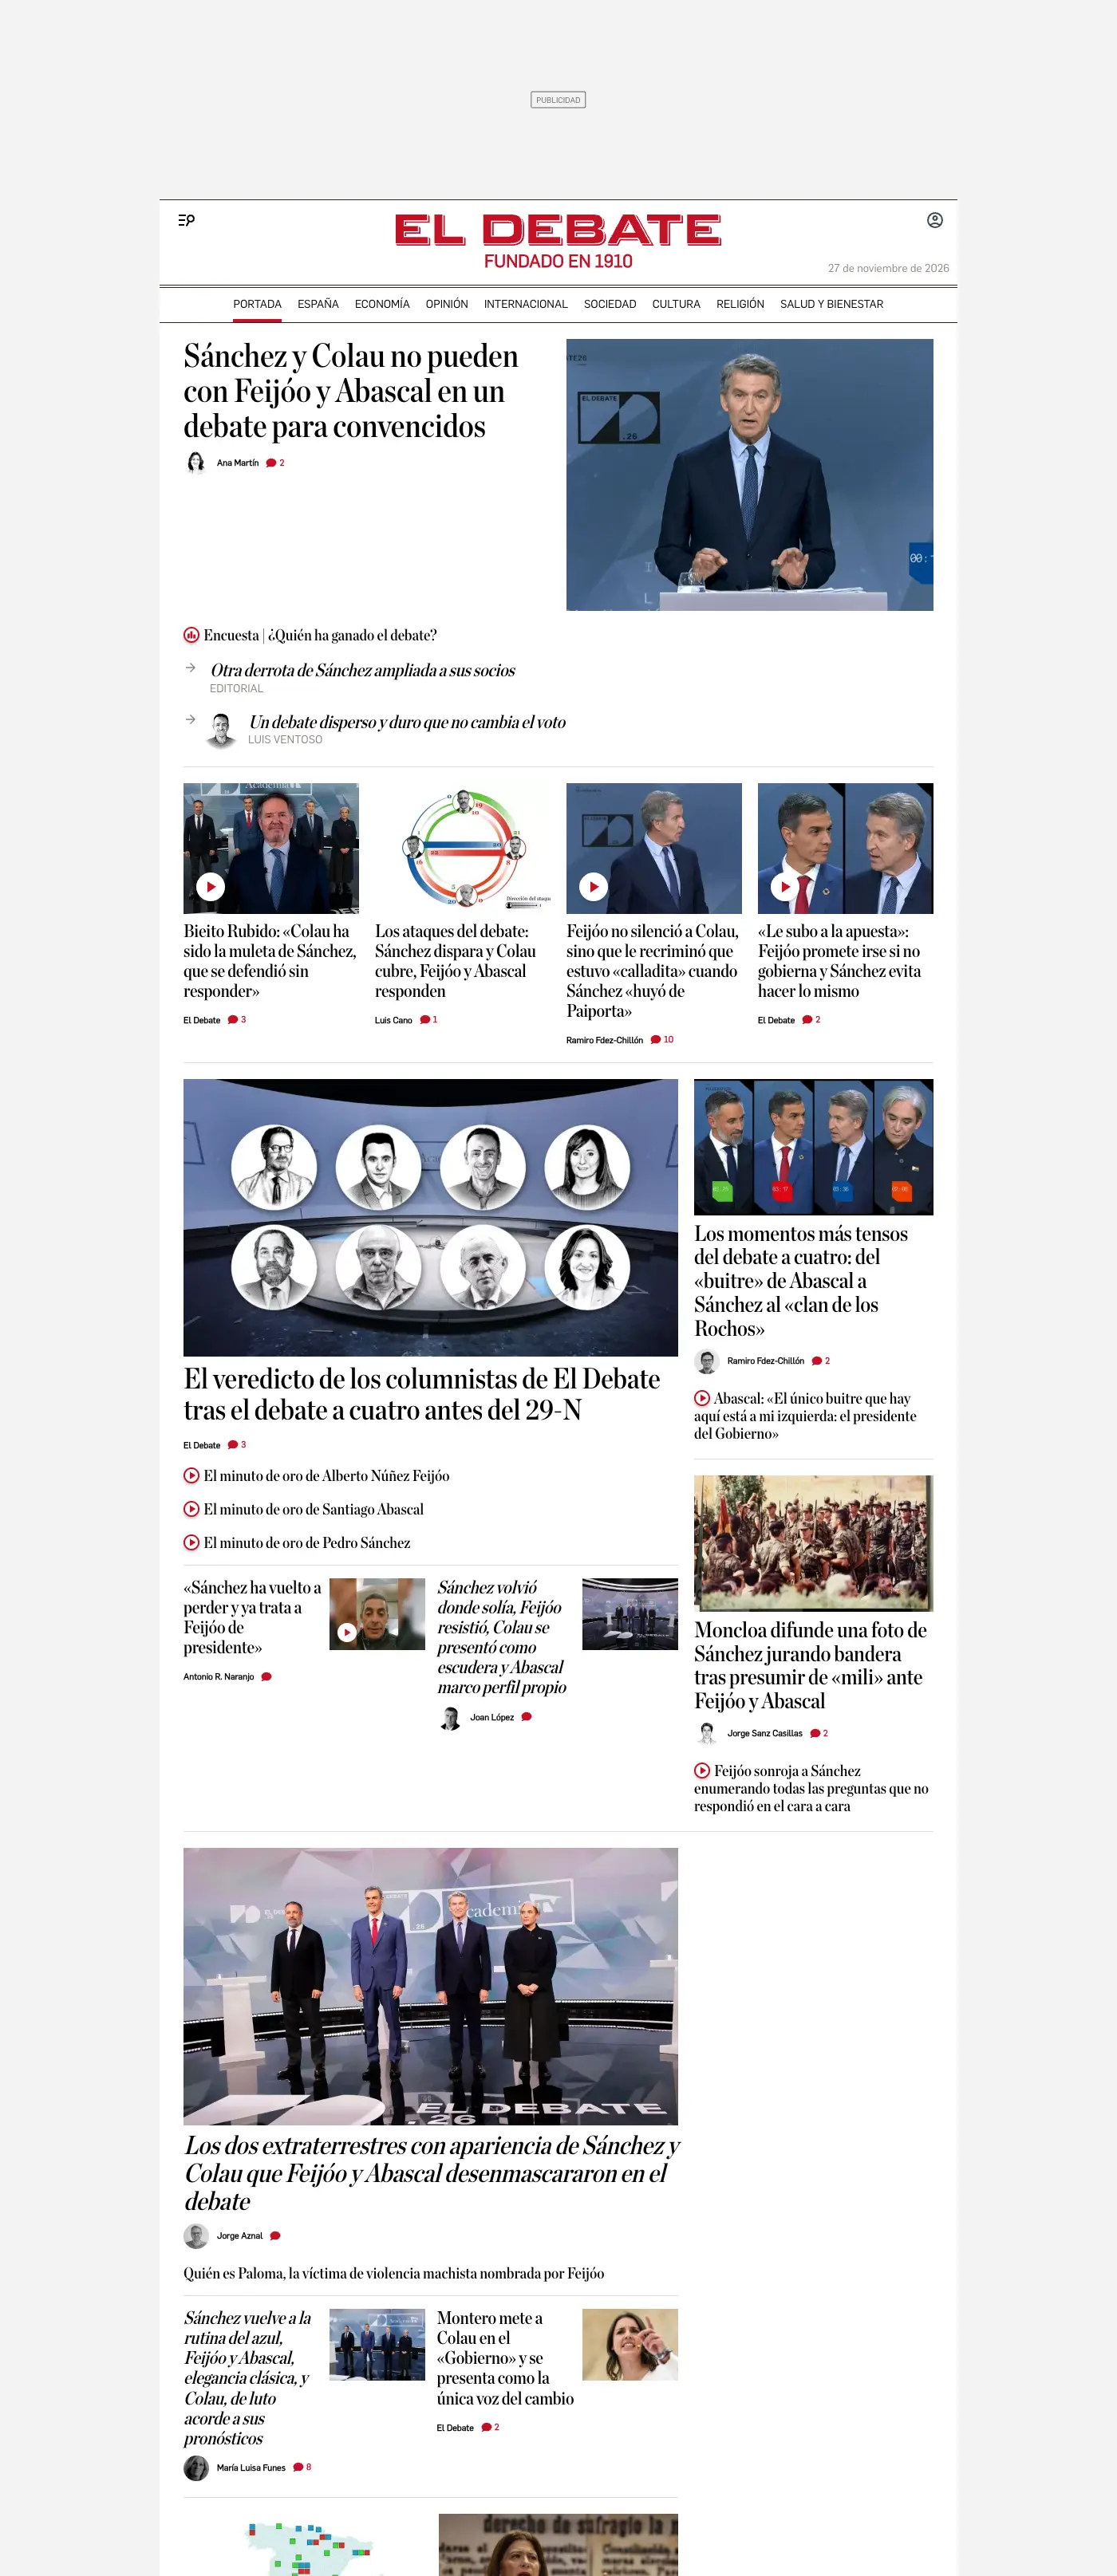 PUBLICIDAD
EL DEBATE
FUNDADO EN 1910
27 de noviembre de 2026
PORTADA ESPAÑA ECONOMÍA OPINIÓN INTERNACIONAL SOCIEDAD CULTURA RELIGIÓN SALUD Y BIENESTAR
Sánchez y Colau no pueden
con Feijóo y Abascal en un
debate para convencidos
Ana Martín 2
EL DEBATE
.26
00:
Encuesta | ¿Quién ha ganado el debate?
Otra derrota de Sánchez ampliada a sus socios
EDITORIAL
Un debate disperso y duro que no cambia el voto
LUIS VENTOSO
Bieito Rubido: «Colau ha
sido la muleta de Sánchez,
que se defendió sin
responder»
El Debate 3
Dirección del ataque
Los ataques del debate:
Sánchez dispara y Colau
cubre, Feijóo y Abascal
responden
Luis Cano 1
Feijóo no silenció a Colau,
sino que le recriminó que
estuvo «calladita» cuando
Sánchez «huyó de
Paiporta»
Ramiro Fdez-Chillón 10
«Le subo a la apuesta»:
Feijóo promete irse si no
gobierna y Sánchez evita
hacer lo mismo
El Debate 2
El veredicto de los columnistas de El Debate
tras el debate a cuatro antes del 29-N
El Debate 3
El minuto de oro de Alberto Núñez Feijóo
El minuto de oro de Santiago Abascal
El minuto de oro de Pedro Sánchez
«Sánchez ha vuelto a
perder y ya trata a
Feijóo de
presidente»
Antonio R. Naranjo
Sánchez volvió
donde solía, Feijóo
resistió, Colau se
presentó como
escudera y Abascal
marco perfil propio
Joan López
Los momentos más tensos
del debate a cuatro: del
«buitre» de Abascal a
Sánchez al «clan de los
Rochos»
Ramiro Fdez-Chillón 2
Abascal: «El único buitre que hay
aquí está a mi izquierda: el presidente
del Gobierno»
Moncloa difunde una foto de
Sánchez jurando bandera
tras presumir de «mili» ante
Feijóo y Abascal
Jorge Sanz Casillas 2
Feijóo sonroja a Sánchez
enumerando todas las preguntas que no
respondió en el cara a cara
EL DEBATE
.26
Los dos extraterrestres con apariencia de Sánchez y
Colau que Feijóo y Abascal desenmascararon en el
debate
Jorge Aznal
Quién es Paloma, la víctima de violencia machista nombrada por Feijóo
Sánchez vuelve a la
rutina del azul,
Feijóo y Abascal,
elegancia clásica, y
Colau, de luto
acorde a sus
pronósticos
María Luisa Funes 8
Montero mete a
Colau en el
«Gobierno» y se
presenta como la
única voz del cambio
El Debate 2
derecho de sufragio la